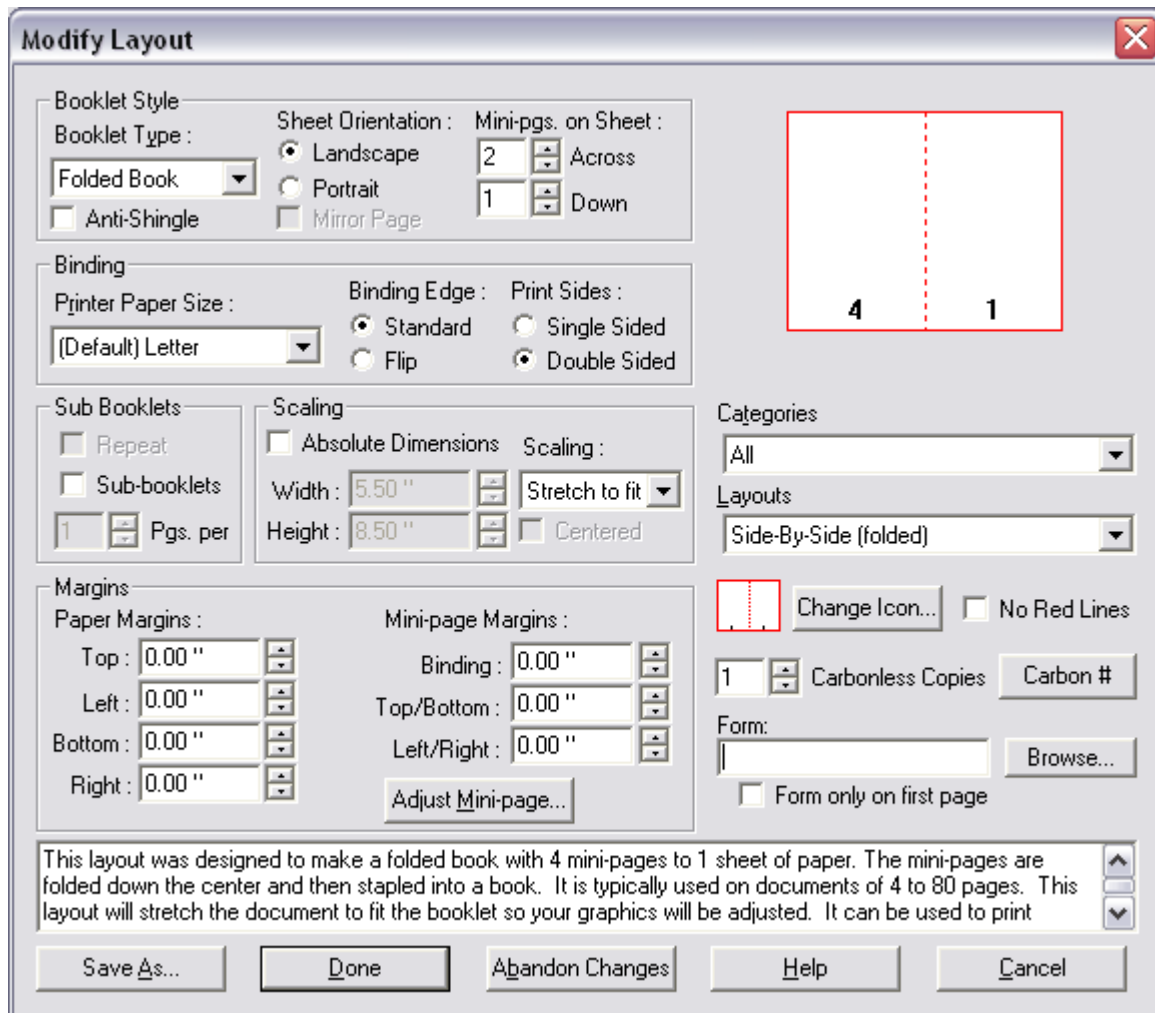 Modify Layout
Booklet Style
Booklet Type :
Folded Book
Anti-Shingle
Sheet Orientation :
Landscape
Portrait
Mirror Page
Mini-pgs. on Sheet :
2 Across
1 Down
4 1
Binding
Printer Paper Size :
(Default) Letter
Binding Edge :
Standard
Flip
Print Sides :
Single Sided
Double Sided
Sub Booklets
Repeat
Sub-booklets
1 Pgs. per
Scaling
Absolute Dimensions
Width : 5.50 "
Height : 8.50 "
Scaling :
Stretch to fit
Centered
Categories
All
Layouts
Side-By-Side (folded)
Margins
Paper Margins :
Top : 0.00 "
Left : 0.00 "
Bottom : 0.00 "
Right : 0.00 "
Mini-page Margins :
Binding : 0.00 "
Top/Bottom : 0.00 "
Left/Right : 0.00 "
Adjust Mini-page...
Change Icon...
No Red Lines
1 Carbonless Copies
Carbon #
Form:
Browse...
Form only on first page
This layout was designed to make a folded book with 4 mini-pages to 1 sheet of paper. The mini-pages are
folded down the center and then stapled into a book.  It is typically used on documents of 4 to 80 pages.  This
layout will stretch the document to fit the booklet so your graphics will be adjusted.  It can be used to print
Save As...
Done
Abandon Changes
Help
Cancel